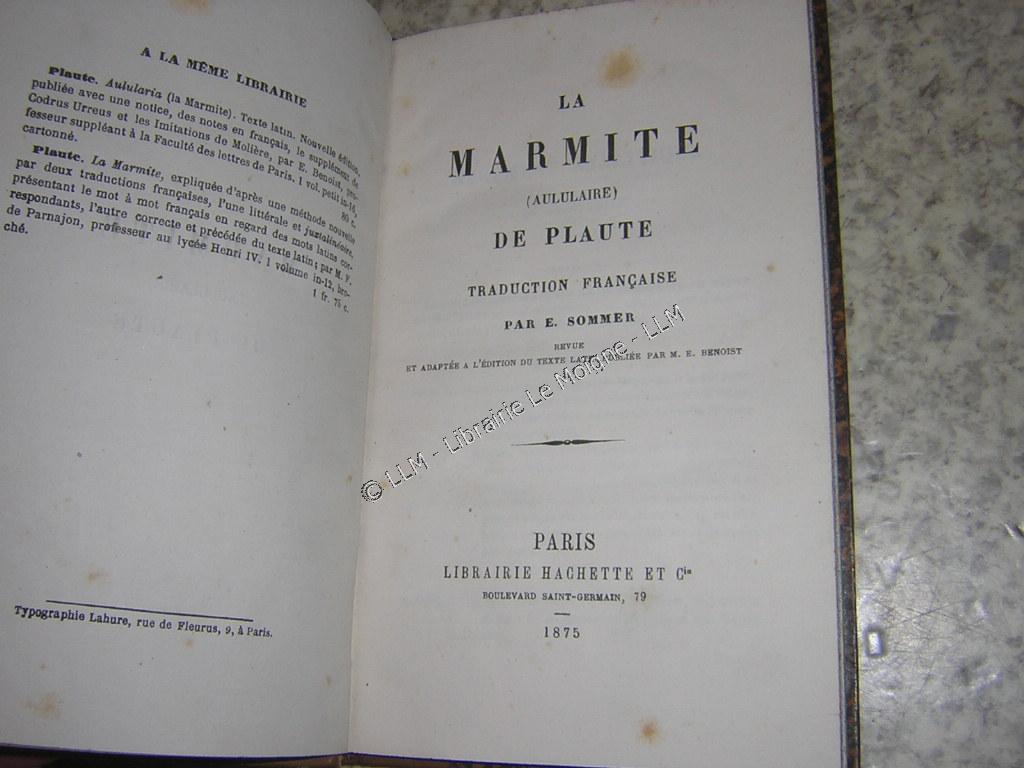 A LA MÊME LIBRAIRIE
Plaute. Aulularia (la Marmite). Texte latin. Nouvelle édition,
publiée avec une notice, des notes en français, le supplément de
Codrus Urreus et les Imitations de Molière, par E. Benoist, pro-
fesseur suppléant à la Faculté des lettres de Paris. 1 vol. petit in-16,
cartonné. 80 c.
Plaute. La Marmite, expliquée d'après une méthode nouvelle
par deux traductions françaises, l'une littérale et juxtalinéaire,
présentant le mot à mot français en regard des mots latins cor-
respondants, l'autre correcte et précédée du texte latin; par M. F.
de Parnajon, professeur au lycée Henri IV. 1 volume in-12, bro-
ché. 1 fr. 75 c.
Typographie Lahure, rue de Fleurus, 9, à Paris.
LA
MARMITE
(AULULAIRE)
DE PLAUTE
TRADUCTION FRANÇAISE
PAR E. SOMMER
REVUE
ET ADAPTÉE A L'ÉDITION DU TEXTE LATIN PUBLIÉE PAR M. E. BENOIST
PARIS
LIBRAIRIE HACHETTE ET Cie
BOULEVARD SAINT-GERMAIN, 79
1875
© LLM - Librairie Le Moigne - LLM